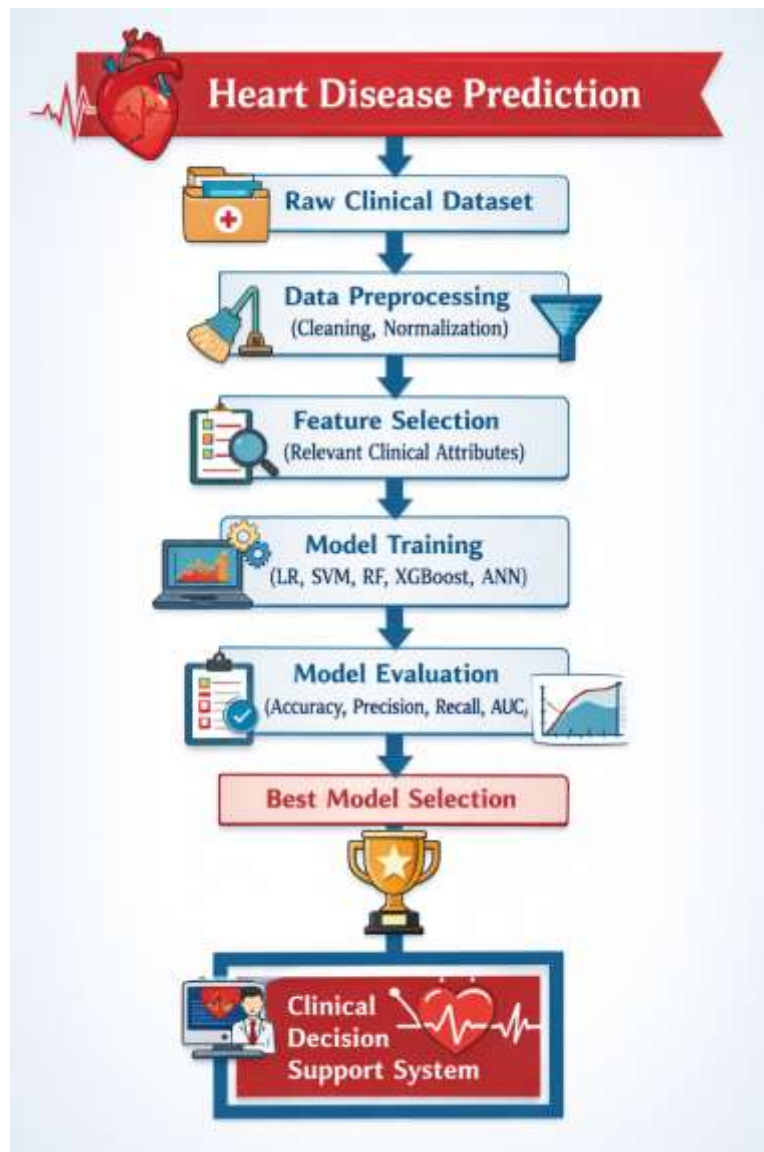 Heart Disease Prediction
Raw Clinical Dataset
Data Preprocessing
(Cleaning, Normalization)
Feature Selection
(Relevant Clinical Attributes)
Model Training
(LR, SVM, RF, XGBoost, ANN)
Model Evaluation
(Accuracy, Precision, Recall, AUC,
Best Model Selection
Clinical
Decision
Support System